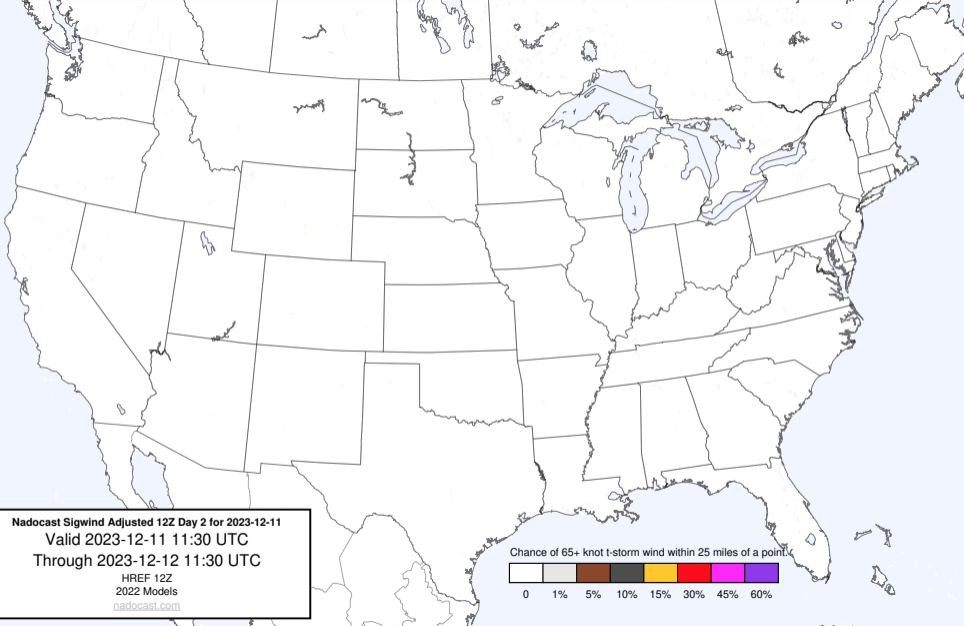 Nadocast Sigwind Adjusted 12Z Day 2 for 2023-12-11
Valid 2023-12-11 11:30 UTC
Through 2023-12-12 11:30 UTC
HREF 12Z
2022 Models
nadocast.com
Chance of 65+ knot t-storm wind within 25 miles of a point.
0 1% 5% 10% 15% 30% 45% 60%